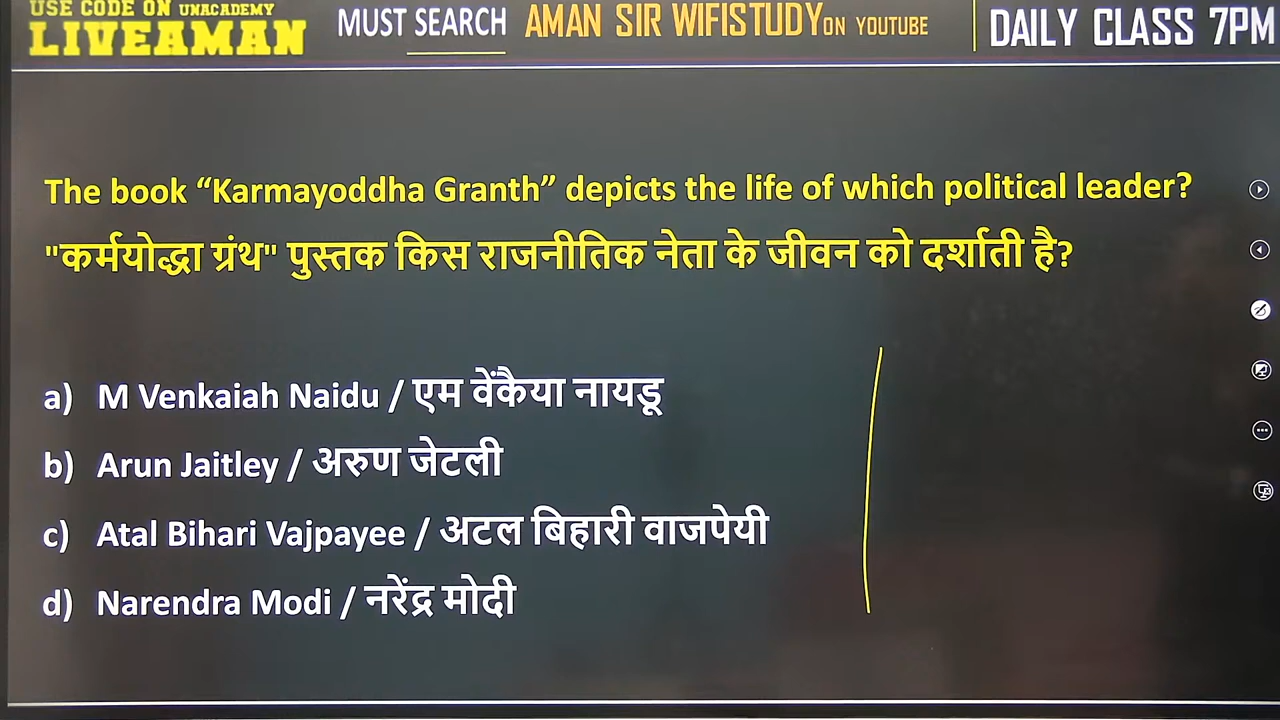 USE CODE ON UNACADEMY
LIVEAMAN
MUST SEARCH AMAN SIR WIFISTUDY ON YOUTUBE
DAILY CLASS 7PM
The book “Karmayoddha Granth” depicts the life of which political leader?
"कर्मयोद्धा ग्रंथ" पुस्तक किस राजनीतिक नेता के जीवन को दर्शाती है?
a) M Venkaiah Naidu / एम वेंकैया नायडू
b) Arun Jaitley / अरुण जेटली
c) Atal Bihari Vajpayee / अटल बिहारी वाजपेयी
d) Narendra Modi / नरेंद्र मोदी